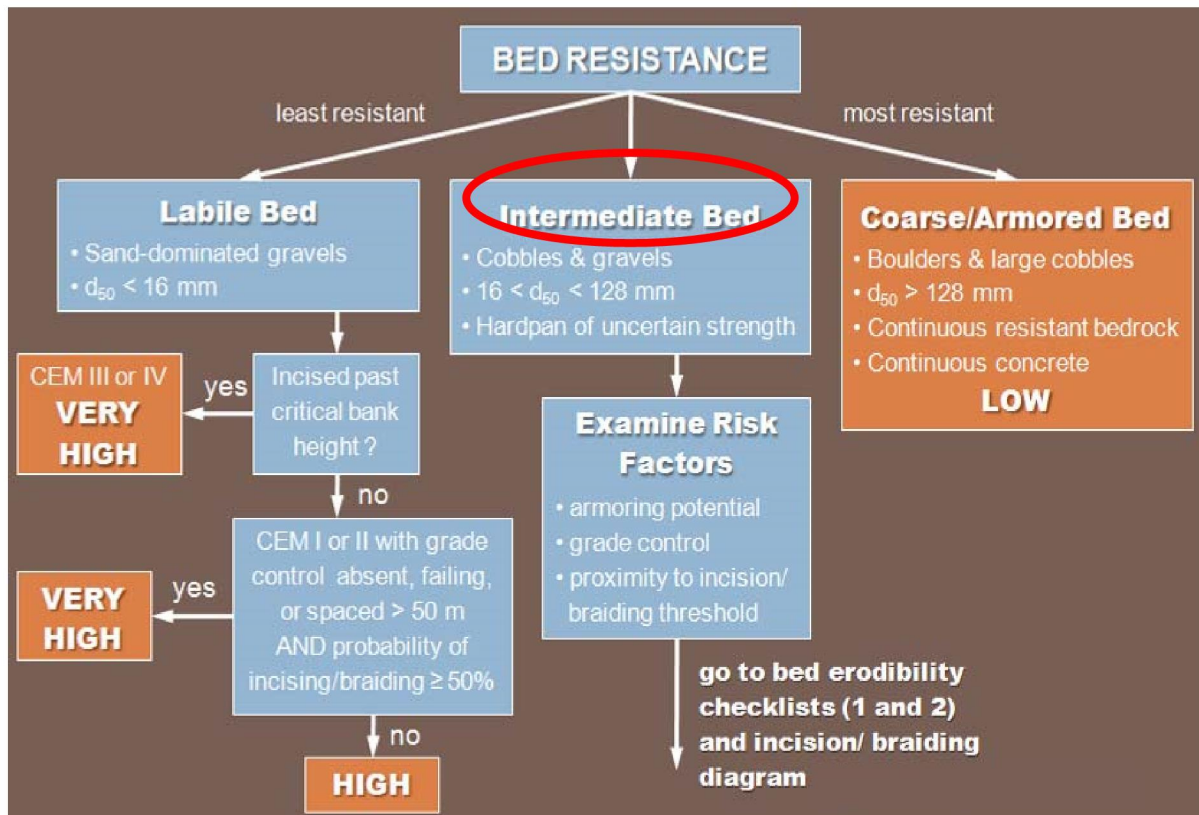 BED RESISTANCE
least resistant
most resistant
Labile Bed
• Sand-dominated gravels
• d50 < 16 mm
Intermediate Bed
• Cobbles & gravels
• 16 < d50 < 128 mm
• Hardpan of uncertain strength
Coarse/Armored Bed
• Boulders & large cobbles
• d50 > 128 mm
• Continuous resistant bedrock
• Continuous concrete
LOW
CEM III or IV
VERY
HIGH
yes
Incised past
critical bank
height ?
no
CEM I or II with grade
control absent, failing,
or spaced > 50 m
AND probability of
incising/braiding ≥ 50%
yes
VERY
HIGH
no
HIGH
Examine Risk
Factors
• armoring potential
• grade control
• proximity to incision/
braiding threshold
go to bed erodibility
checklists (1 and 2)
and incision/ braiding
diagram